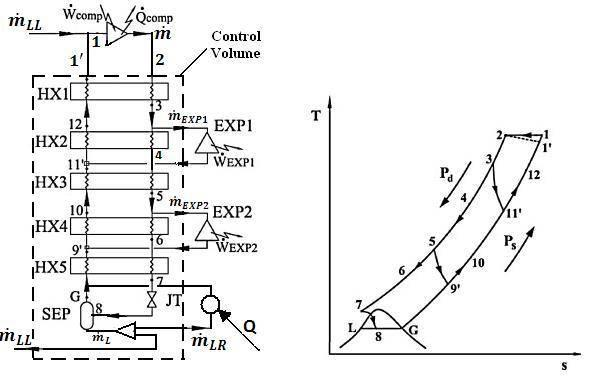 Ẇcomp Q̇comp
ṁLL 1 ṁ
Control
Volume
1' 2
HX1
3
12 ṁEXP1 EXP1
HX2
4 ẆEXP1
11'
HX3
5
10 ṁEXP2 EXP2
HX4
6 ẆEXP2
9'
HX5
7
G JT
SEP 8 Q
ṁL ṁLR
ṁLL
T
2 1
1'
3
Pd 12
4
11'
5 Ps
6 10
9'
7
L 8 G
s